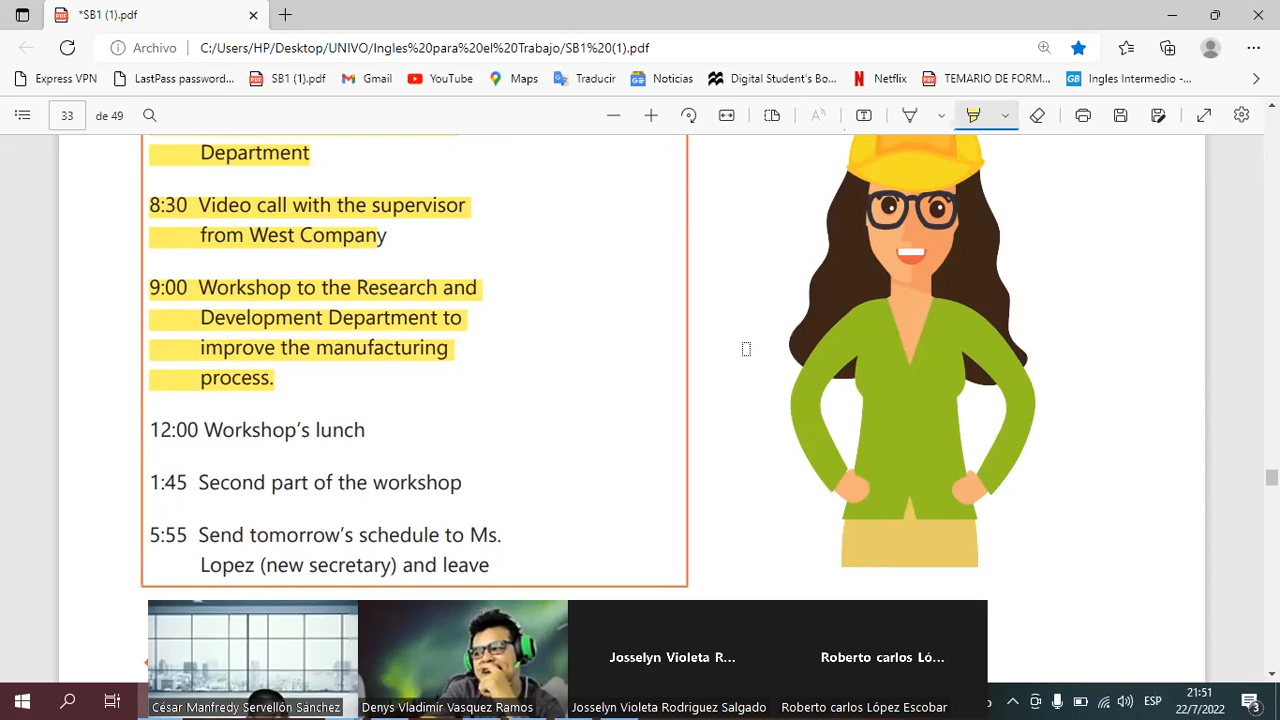 *SB1 (1).pdf
Archivo
C:/Users/HP/Desktop/UNIVO/Ingles%20para%20el%20Trabajo/SB1%20(1).pdf
Express VPN
LastPass password...
SB1 (1).pdf
Gmail
YouTube
Maps
Traducir
Noticias
Digital Student's Bo...
Netflix
TEMARIO DE FORM...
Ingles Intermedio -...
33 de 49
Department
8:30 Video call with the supervisor
from West Company
9:00 Workshop to the Research and
Development Department to
improve the manufacturing
process.
12:00 Workshop's lunch
1:45 Second part of the workshop
5:55 Send tomorrow's schedule to Ms.
Lopez (new secretary) and leave
Josselyn Violeta R...
Roberto carlos Ló...
César Manfredy Servellón Sánchez
Denys Vladimir Vasquez Ramos
Josselyn Violeta Rodriguez Salgado
Roberto carlos López Escobar
ESP
21:51
22/7/2022